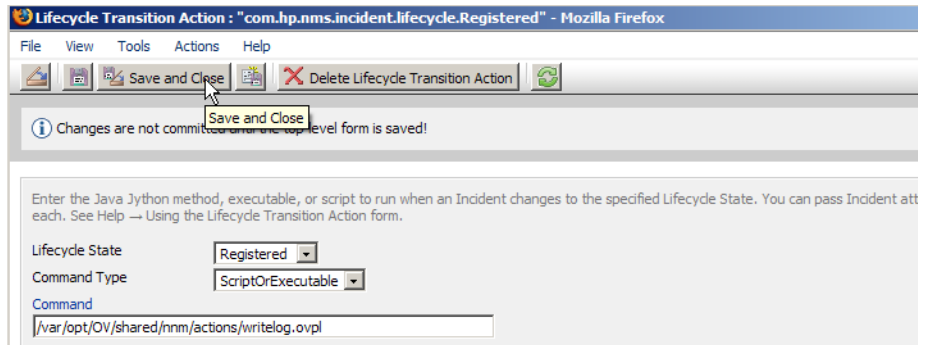 Lifecycle Transition Action : "com.hp.nms.incident.lifecycle.Registered" - Mozilla Firefox
File View Tools Actions Help
Save and Close Delete Lifecycle Transition Action
Save and Close
Changes are not committed until the top level form is saved!
Enter the Java Jython method, executable, or script to run when an Incident changes to the specified Lifecycle State. You can pass Incident att
each. See Help → Using the Lifecycle Transition Action form.
Lifecycle State Registered
Command Type ScriptOrExecutable
Command
/var/opt/OV/shared/nnm/actions/writelog.ovpl